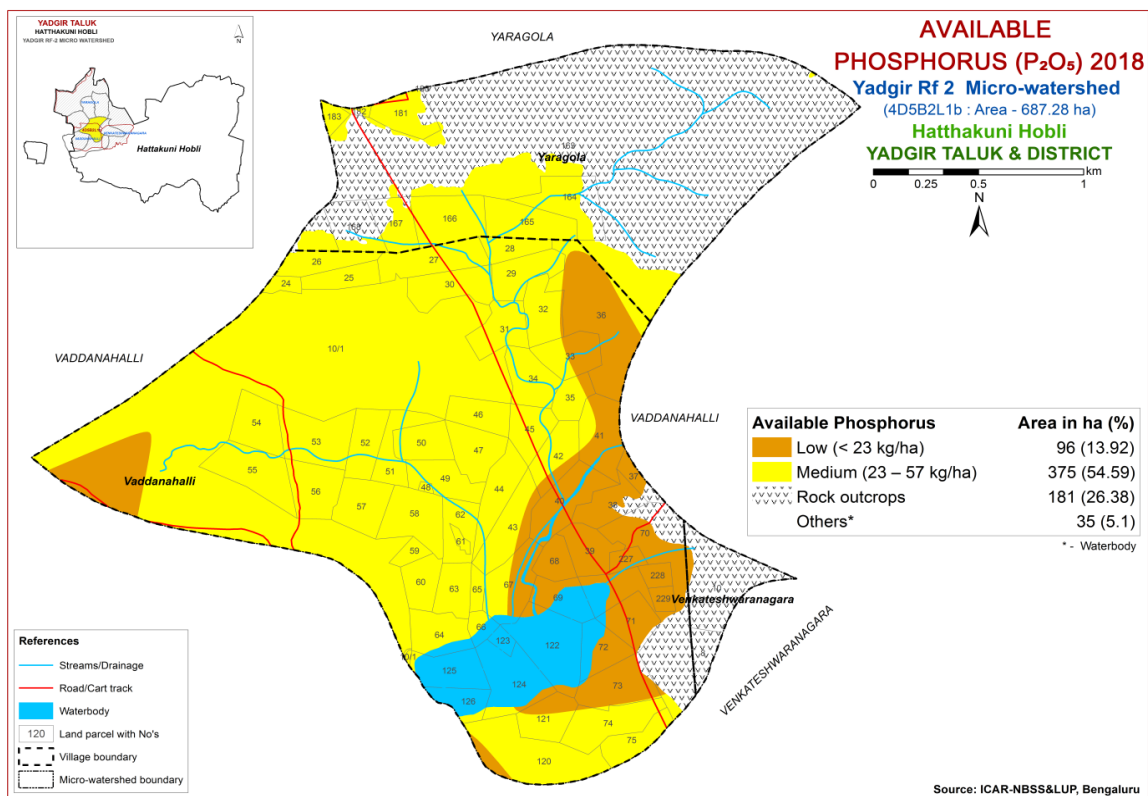 YADGIR TALUK
HATTHAKUNI HOBLI
YADGIR RF-2 MICRO WATERSHED
N
Hattakuni Hobli
AVAILABLE
PHOSPHORUS (P₂O₅) 2018
Yadgir Rf 2 Micro-watershed
(4D5B2L1b : Area - 687.28 ha)
Hatthakuni Hobli
YADGIR TALUK & DISTRICT
km
0 0.25 0.5 1
N
YARAGOLA
183
181
162
Yaragola
164
166
165
167
168
28
27
26
25
24
29
30
36
32
31
10/1
33
VADDANAHALLI
34
35
VADDANAHALLI
46
54
45
41
53
52
50
47
42
55
51
49
37
Vaddanahalli
48
44
56
40
57
38
58
62
43
70
61
59
39
227
68
60
63
65
67
228
10
69
Venkateshwaranagara
229
66
71
64
123
122
72
10/1
8
125
124
73
126
121
74
75
120
VENKATESHWARANAGARA
Available Phosphorus Area in ha (%)
Low (< 23 kg/ha) 96 (13.92)
Medium (23 – 57 kg/ha) 375 (54.59)
Rock outcrops 181 (26.38)
Others* 35 (5.1)
* - Waterbody
References
Streams/Drainage
Road/Cart track
Waterbody
120 Land parcel with No's
Village boundary
Micro-watershed boundary
Source: ICAR-NBSS&LUP, Bengaluru